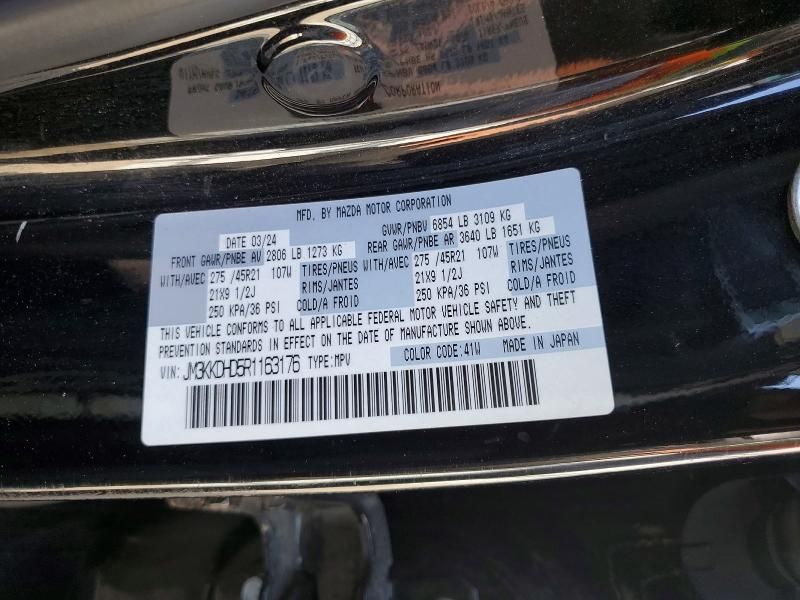 MFD. BY MAZDA MOTOR CORPORATION
DATE 03/24 GVWR/PNBV 6854 LB 3109 KG
FRONT GAWR/PNBE AV 2806 LB 1273 KG REAR GAWR/PNBE AR 3640 LB 1651 KG
WITH/AVEC 275 /45R21 107W TIRES/PNEUS WITH/AVEC 275 /45R21 107W TIRES/PNEUS
21X9 1/2J RIMS/JANTES 21X9 1/2J RIMS/JANTES
250 KPA/36 PSI COLD/A FROID 250 KPA/36 PSI COLD/A FROID
THIS VEHICLE CONFORMS TO ALL APPLICABLE FEDERAL MOTOR VEHICLE SAFETY AND THEFT
PREVENTION STANDARDS IN EFFECT ON THE DATE OF MANUFACTURE SHOWN ABOVE.
VIN: JM3KKDHD5R1163176 TYPE:MPV COLOR CODE:41W MADE IN JAPAN